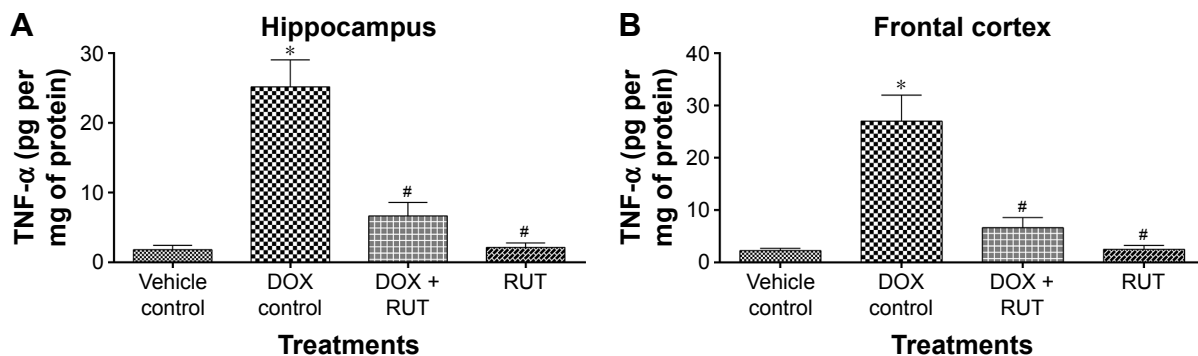 A
Hippocampus
TNF-α (pg per
mg of protein)
30
20
10
0
*
#
#
Vehicle
control
DOX
control
DOX +
RUT
RUT
Treatments
B
Frontal cortex
TNF-α (pg per
mg of protein)
40
30
20
10
0
*
#
#
Vehicle
control
DOX
control
DOX +
RUT
RUT
Treatments